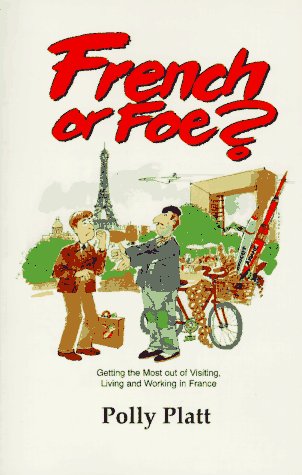 French
or Foe?
Getting the Most out of Visiting,
Living and Working in France
Polly Platt